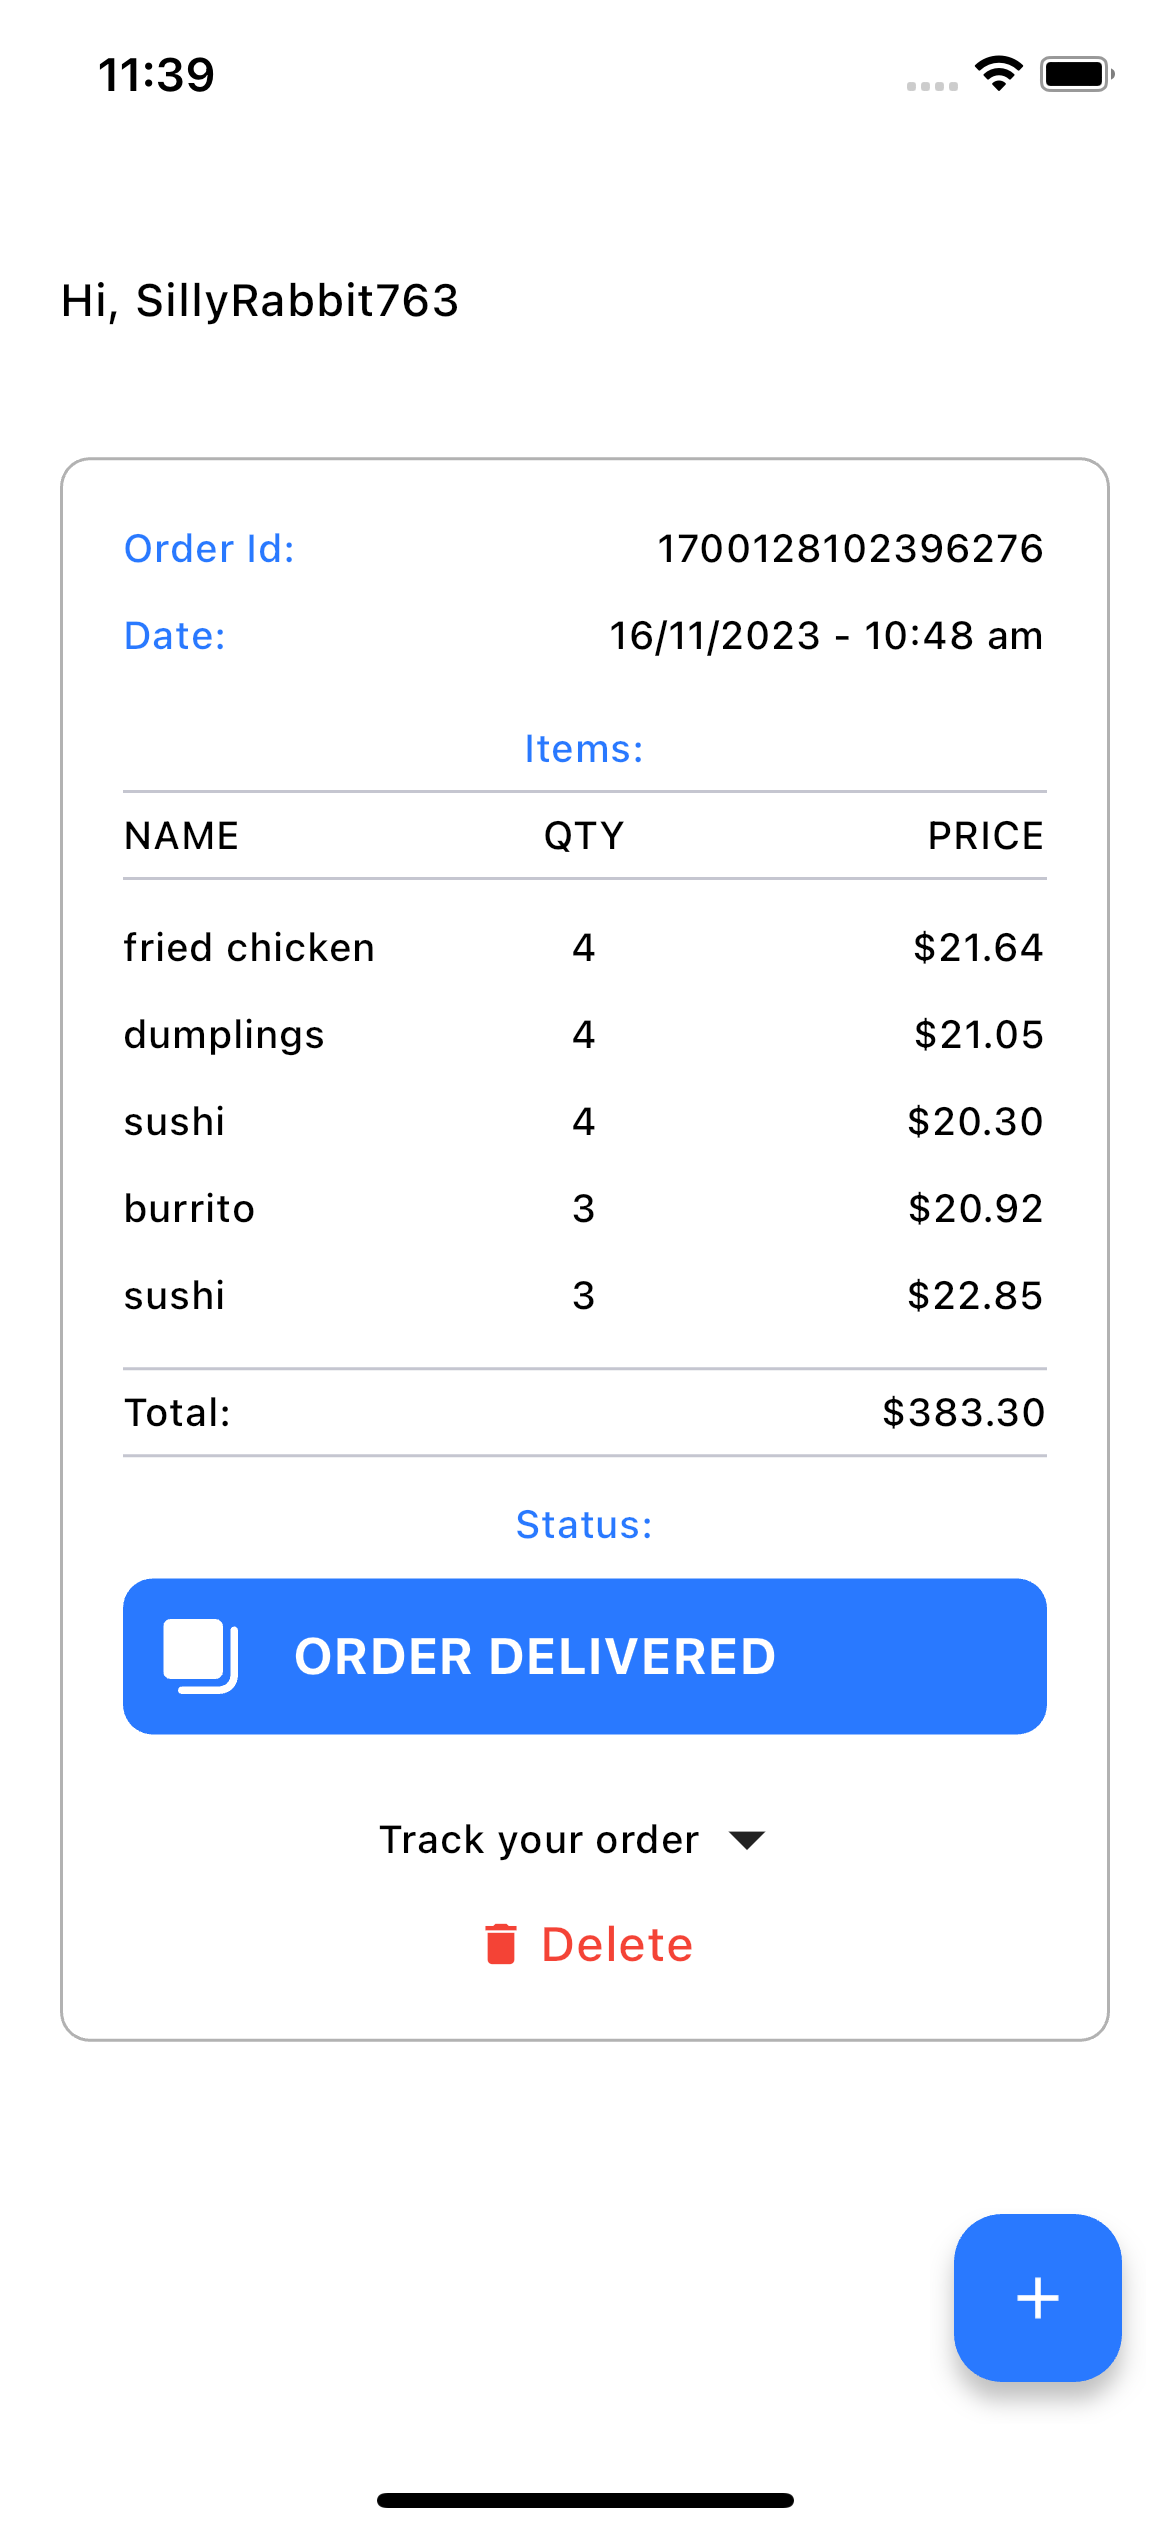 11:39
Hi, SillyRabbit763
Order Id: 1700128102396276
Date: 16/11/2023 - 10:48 am
Items:
NAME QTY PRICE
fried chicken 4 $21.64
dumplings 4 $21.05
sushi 4 $20.30
burrito 3 $20.92
sushi 3 $22.85
Total: $383.30
Status:
ORDER DELIVERED
Track your order
Delete
+